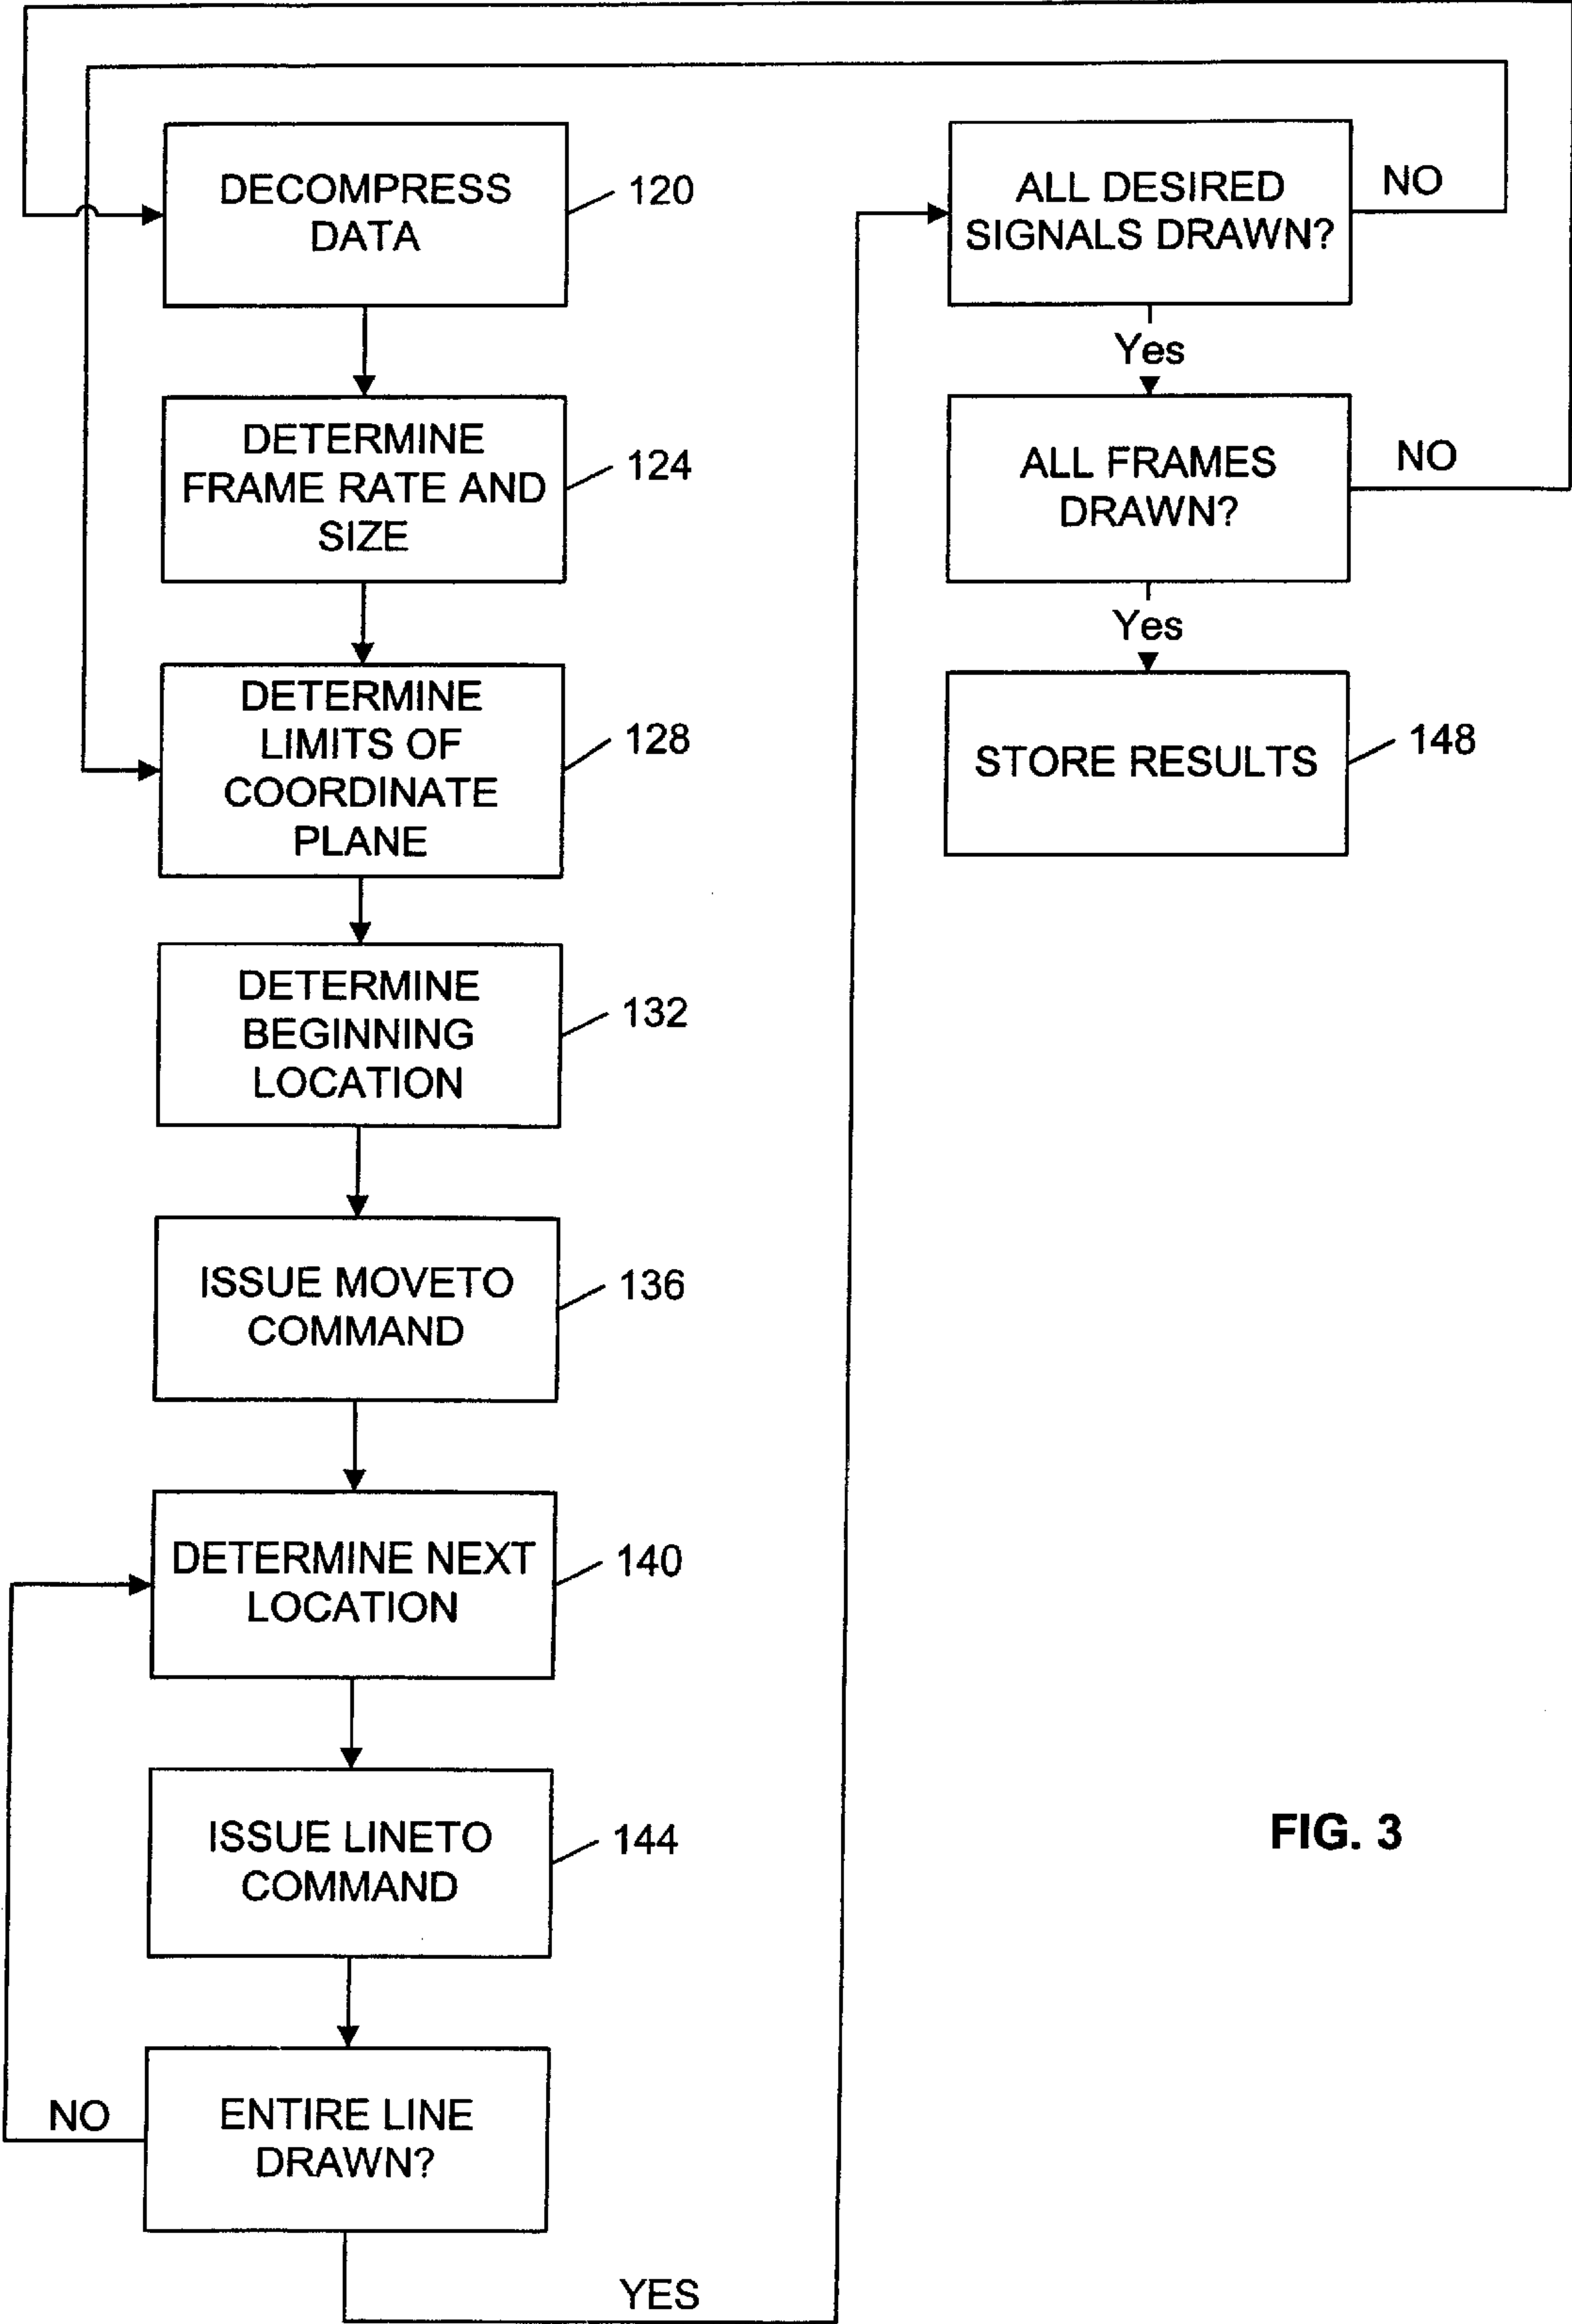 DECOMPRESS
DATA
120
DETERMINE
FRAME RATE AND
SIZE
124
DETERMINE
LIMITS OF
COORDINATE
PLANE
128
DETERMINE
BEGINNING
LOCATION
132
ISSUE MOVETO
COMMAND
136
DETERMINE NEXT
LOCATION
140
ISSUE LINETO
COMMAND
144
ENTIRE LINE
DRAWN?
NO
YES
ALL DESIRED
SIGNALS DRAWN?
NO
Yes
ALL FRAMES
DRAWN?
NO
Yes
STORE RESULTS
148
FIG. 3